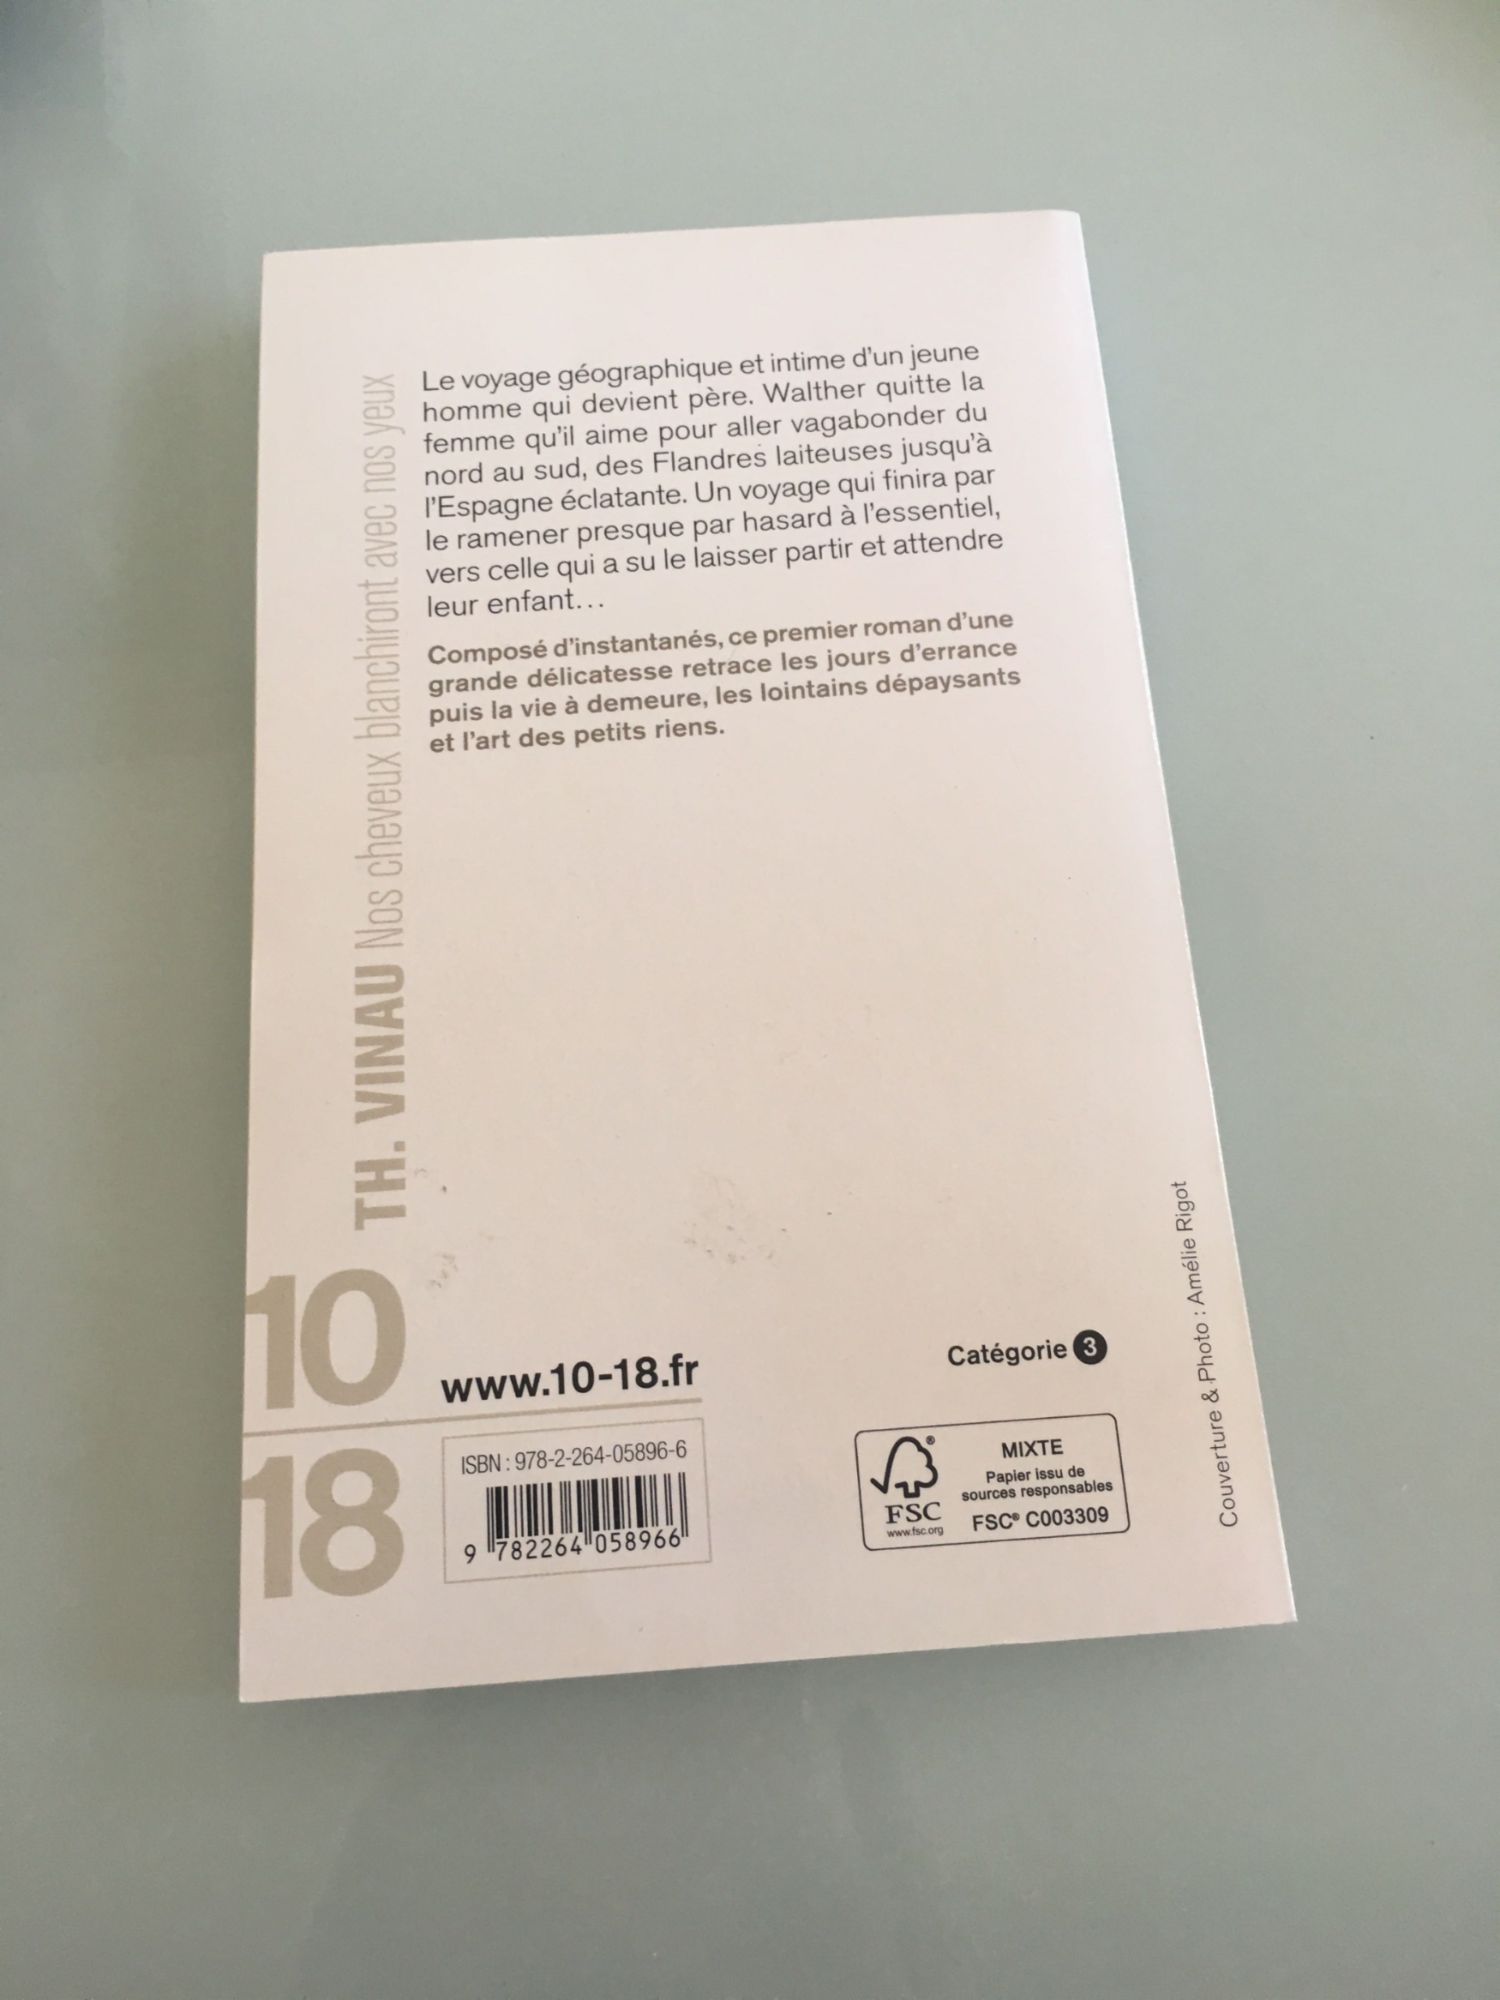 Le voyage géographique et intime d'un jeune
homme qui devient père. Walther quitte la
femme qu'il aime pour aller vagabonder du
nord au sud, des Flandres laiteuses jusqu'à
l'Espagne éclatante. Un voyage qui finira par
le ramener presque par hasard à l'essentiel,
vers celle qui a su le laisser partir et attendre
leur enfant...
Composé d'instantanés, ce premier roman d'une
grande délicatesse retrace les jours d'errance
puis la vie à demeure, les lointains dépaysants
et l'art des petits riens.
TH. VINAU Nos cheveux blanchiront avec nos yeux
10
18
www.10-18.fr
ISBN : 978-2-264-05896-6
9 782264 058966
Catégorie 3
FSC®
www.fsc.org
MIXTE
Papier issu de
sources responsables
FSC® C003309
Couverture & Photo : Amélie Rigot